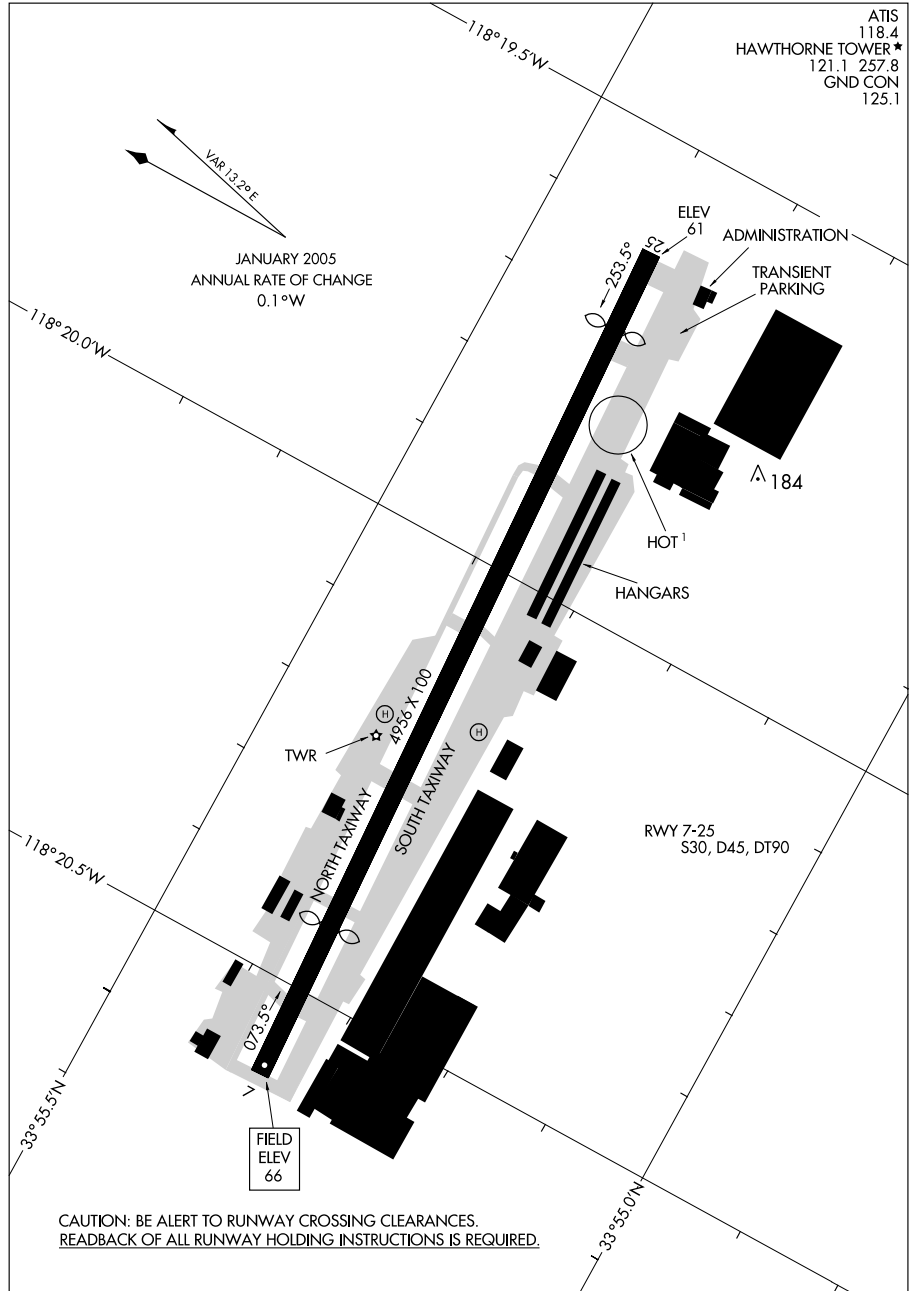 ATIS
118.4
HAWTHORNE TOWER★
121.1 257.8
GND CON
125.1
118°19.5'W
VAR 13.2° E
JANUARY 2005
ANNUAL RATE OF CHANGE
0.1°W
ELEV
61
ADMINISTRATION
25
253.5°
TRANSIENT
PARKING
118°20.0'W
184
HOT 1
HANGARS
H
4956 X 100
H
TWR
SOUTH TAXIWAY
NORTH TAXIWAY
RWY 7-25
S30, D45, DT90
118°20.5'W
073.5°
7
33°55.5'N
FIELD
ELEV
66
33°55.0'N
CAUTION: BE ALERT TO RUNWAY CROSSING CLEARANCES.
READBACK OF ALL RUNWAY HOLDING INSTRUCTIONS IS REQUIRED.